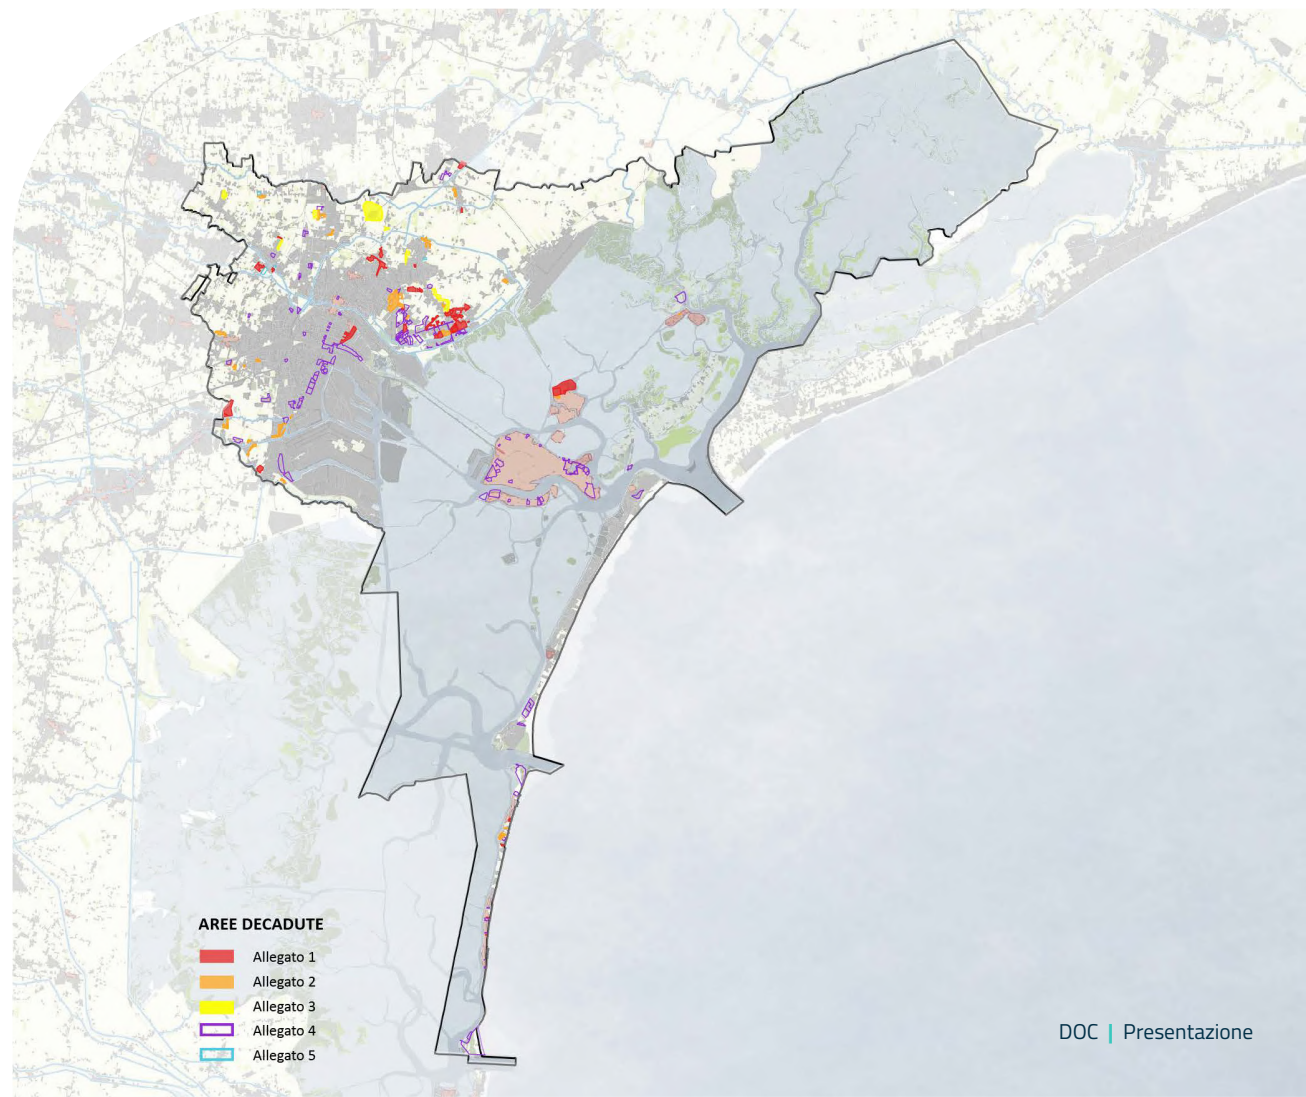 AREE DECADUTE
Allegato 1
Allegato 2
Allegato 3
Allegato 4
Allegato 5
DOC | Presentazione